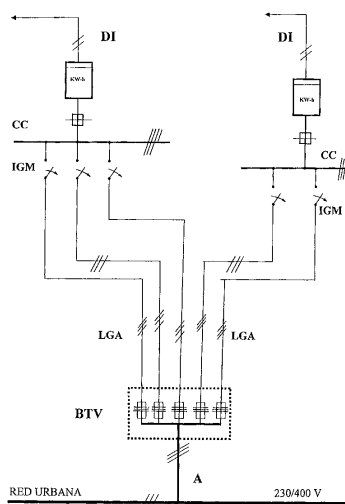 DI
DI
KW-h
KW-h
CC
CC
IGM
IGM
LGA
LGA
BTV
A
RED URBANA
230/400 V